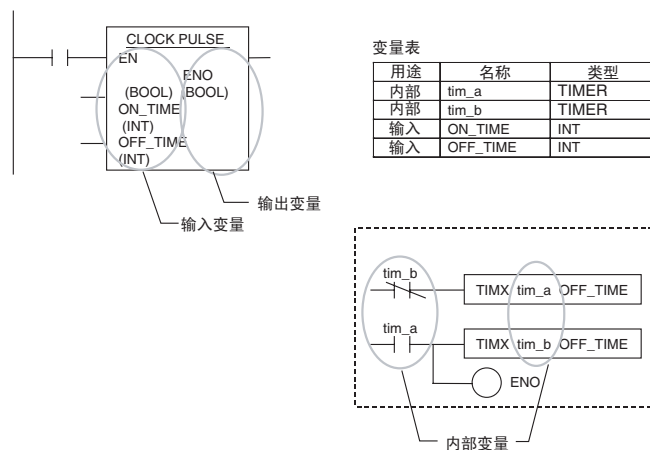 CLOCK PULSE
EN
ENO
(BOOL) (BOOL)
ON_TIME
(INT)
OFF_TIME
(INT)
输入变量
输出变量
变量表
用途 名称 类型
内部 tim_a TIMER
内部 tim_b TIMER
输入 ON_TIME INT
输入 OFF_TIME INT
tim_b
TIMX tim_a OFF_TIME
tim_a
TIMX tim_b OFF_TIME
ENO
内部变量